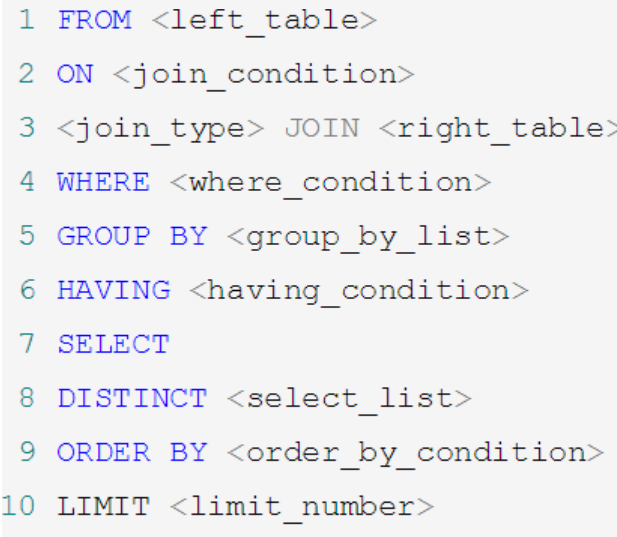 1 FROM <left_table>
2 ON <join_condition>
3 <join_type> JOIN <right_table>
4 WHERE <where_condition>
5 GROUP BY <group_by_list>
6 HAVING <having_condition>
7 SELECT
8 DISTINCT <select_list>
9 ORDER BY <order_by_condition>
10 LIMIT <limit_number>